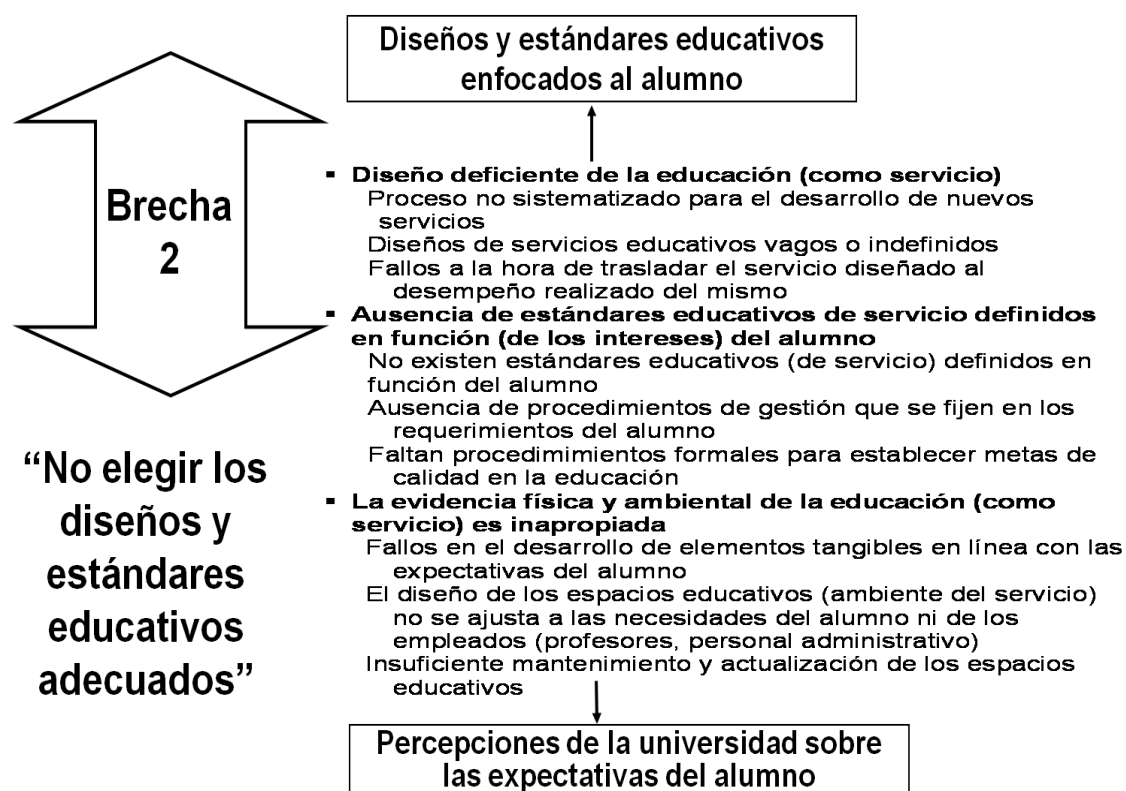 Diseños y estándares educativos
enfocados al alumno
Brecha
2
“No elegir los
diseños y
estándares
educativos
adecuados”
▪ Diseño deficiente de la educación (como servicio)
Proceso no sistematizado para el desarrollo de nuevos
servicios
Diseños de servicios educativos vagos o indefinidos
Fallos a la hora de trasladar el servicio diseñado al
desempeño realizado del mismo
▪ Ausencia de estándares educativos de servicio definidos
en función (de los intereses) del alumno
No existen estándares educativos (de servicio) definidos en
función del alumno
Ausencia de procedimientos de gestión que se fijen en los
requerimientos del alumno
Faltan procedimimientos formales para establecer metas de
calidad en la educación
▪ La evidencia física y ambiental de la educación (como
servicio) es inapropiada
Fallos en el desarrollo de elementos tangibles en línea con las
expectativas del alumno
El diseño de los espacios educativos (ambiente del servicio)
no se ajusta a las necesidades del alumno ni de los
empleados (profesores, personal administrativo)
Insuficiente mantenimiento y actualización de los espacios
educativos
Percepciones de la universidad sobre
las expectativas del alumno